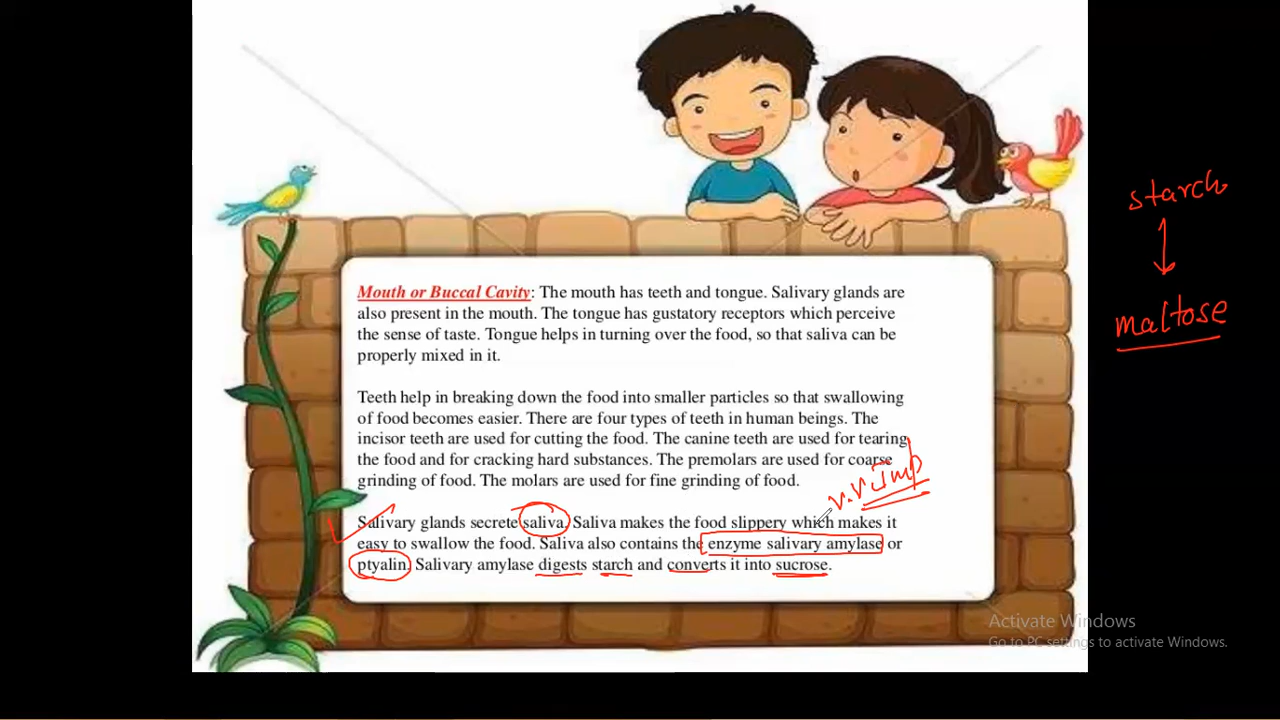 Mouth or Buccal Cavity: The mouth has teeth and tongue. Salivary glands are
also present in the mouth. The tongue has gustatory receptors which perceive
the sense of taste. Tongue helps in turning over the food, so that saliva can be
properly mixed in it.
Teeth help in breaking down the food into smaller particles so that swallowing
of food becomes easier. There are four types of teeth in human beings. The
incisor teeth are used for cutting the food. The canine teeth are used for tearing
the food and for cracking hard substances. The premolars are used for coarse
grinding of food. The molars are used for fine grinding of food.
v.v.Imp
Salivary glands secrete saliva. Saliva makes the food slippery which makes it
easy to swallow the food. Saliva also contains the enzyme salivary amylase or
ptyalin. Salivary amylase digests starch and converts it into sucrose.
starch
maltose
Activate Windows
Go to PC settings to activate Windows.